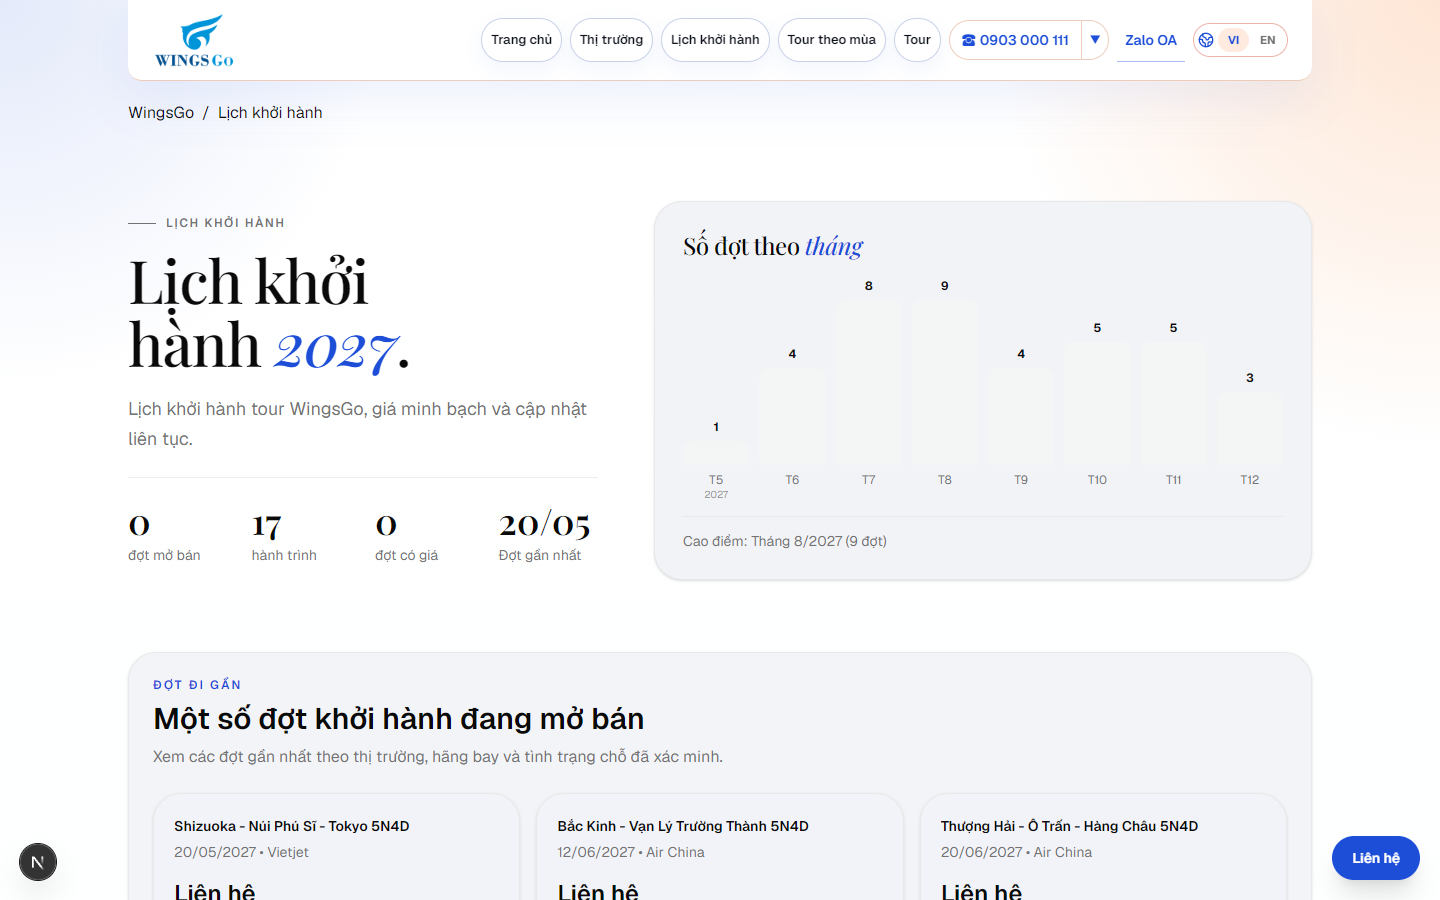 WINGS Go
Trang chủ
Thị trường
Lịch khởi hành
Tour theo mùa
Tour
☎ 0903 000 111
▼
Zalo OA
VI
EN
WingsGo / Lịch khởi hành
LỊCH KHỞI HÀNH
Lịch khởi
hành 2027.
Lịch khởi hành tour WingsGo, giá minh bạch và cập nhật
liên tục.
0
đợt mở bán
17
hành trình
0
đợt có giá
20/05
Đợt gần nhất
Số đợt theo tháng
1
4
8
9
4
5
5
3
T5
2027
T6
T7
T8
T9
T10
T11
T12
Cao điểm: Tháng 8/2027 (9 đợt)
ĐỢT ĐI GẦN
Một số đợt khởi hành đang mở bán
Xem các đợt gần nhất theo thị trường, hãng bay và tình trạng chỗ đã xác minh.
Shizuoka - Núi Phú Sĩ - Tokyo 5N4D
20/05/2027 • Vietjet
Liên hệ
Bắc Kinh - Vạn Lý Trường Thành 5N4D
12/06/2027 • Air China
Liên hệ
Thượng Hải - Ô Trấn - Hàng Châu 5N4D
20/06/2027 • Air China
Liên hệ
N
Liên hệ